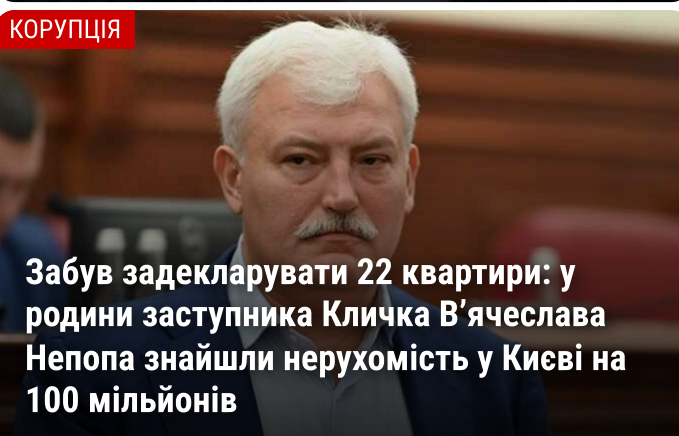 КОРУПЦІЯ
Забув задекларувати 22 квартири: у
родини заступника Кличка В’ячеслава
Непопа знайшли нерухомість у Києві на
100 мільйонів